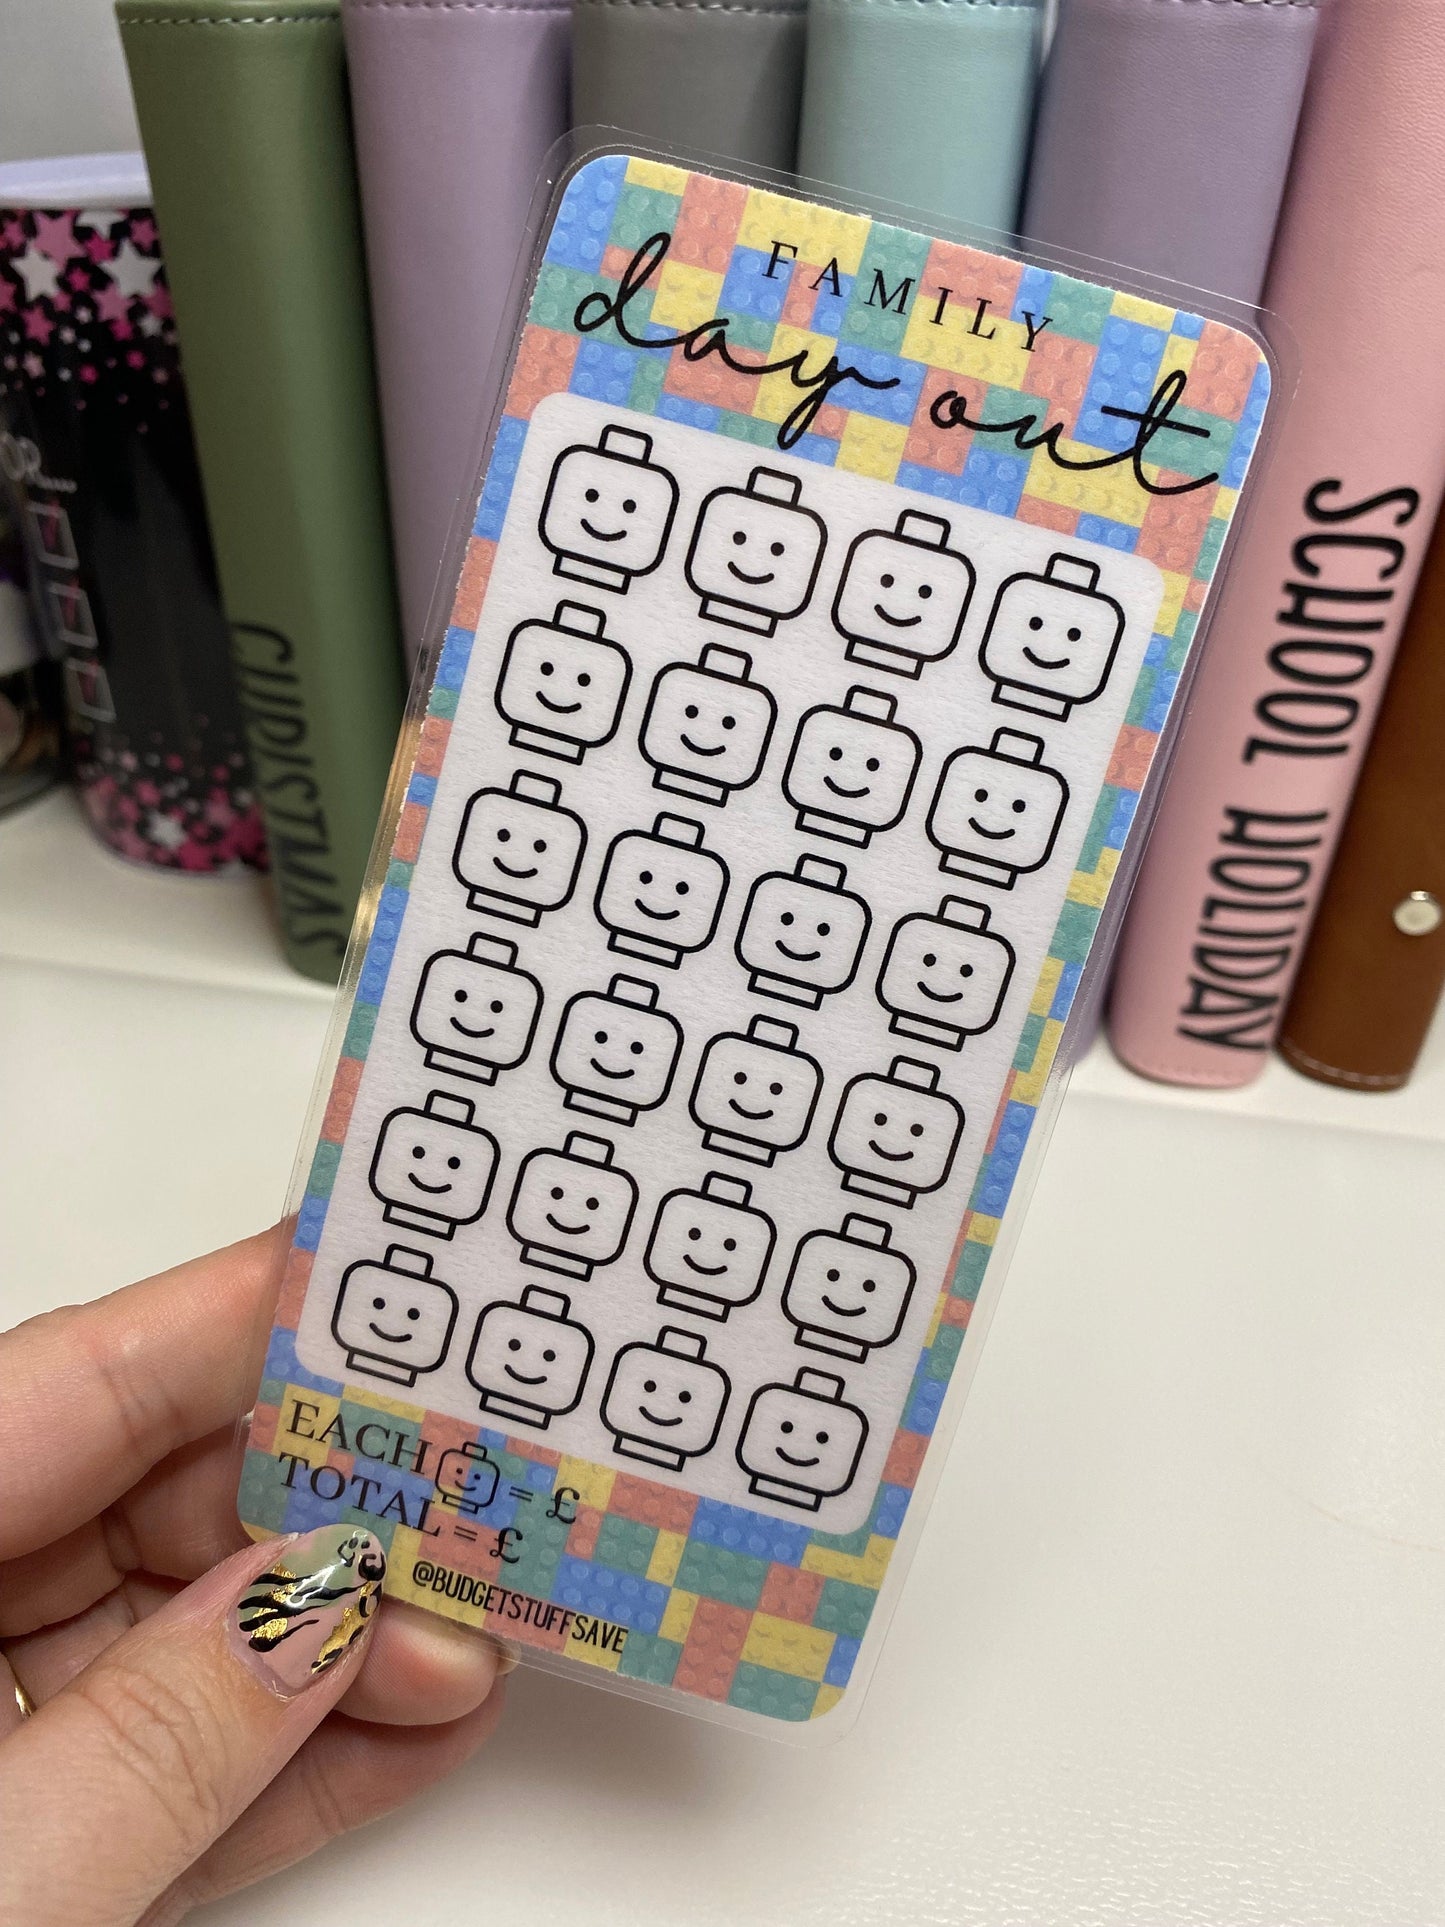 FAMILY
day out
EACH = £
TOTAL = £
@BUDGETSTUFFSAVE
CHRISTMAS
SCHOOL HOLIDAY